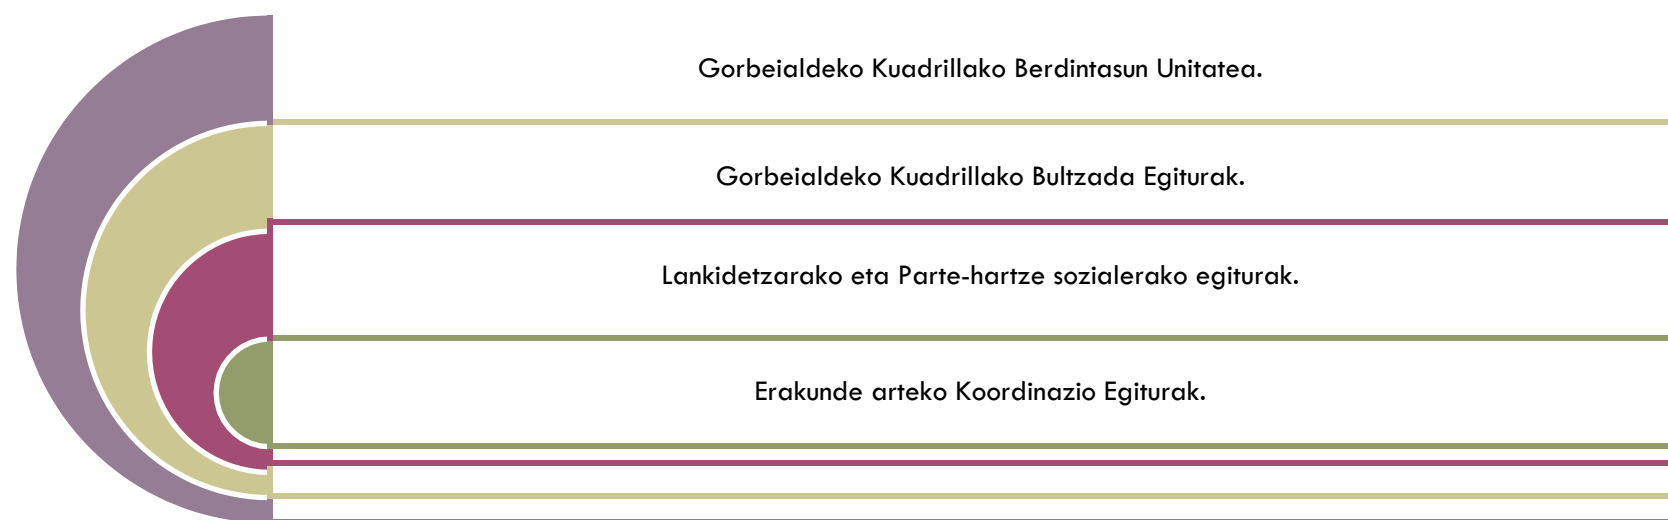 Gorbeialdeko Kuadrillako Berdintasun Unitatea.
Gorbeialdeko Kuadrillako Bultzada Egiturak.
Lankidetzarako eta Parte-hartze sozialerako egiturak.
Erakunde arteko Koordinazio Egiturak.